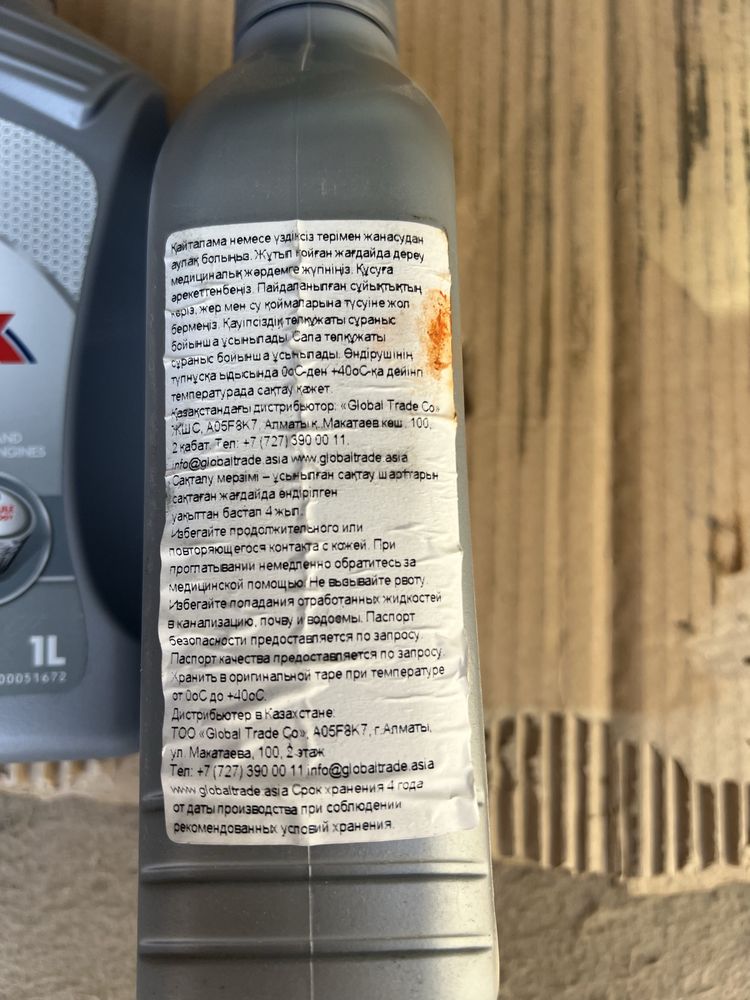 Қайталама немесе үздіксіз терімен жанасудан
аулақ болыңыз. Жұтып қойған жағдайда дереу
медициналық жәрдемге жүгініңіз. Құсуға
әрекеттенбеңіз. Пайдаланылған сұйықтықтың
кәріз, жер мен су қоймаларына түсуіне жол
бермеңіз. Қауіпсіздік төлқұжаты сұраныс
бойынша ұсынылады. Сапа төлқұжаты
сұраныс бойынша ұсынылады. Өндірушінің
түпнұсқа ыдысында 0оС-ден +40оС-қа дейінгі
температурада сақтау қажет.
Қазақстандағы дистрибьютор: «Global Trade Co»
ЖШС, A05F8K7, Алматы қ. Макатаев көш., 100,
2 қабат. Тел: +7 (727) 390 00 11.
info@globaltrade.asia www.globaltrade.asia
Сақталу мерзімі – ұсынылған сақтау шарттарын
сақтаған жағдайда өндірілген
уақыттан бастап 4 жыл.
Избегайте продолжительного или
повторяющегося контакта с кожей. При
проглатывании немедленно обратитесь за
медицинской помощью. Не вызывайте рвоту.
Избегайте попадания отработанных жидкостей
в канализацию, почву и водоемы. Паспорт
безопасности предоставляется по запросу.
Паспорт качества предоставляется по запросу.
Хранить в оригинальной таре при температуре
от 0оС до +40оС.
Дистрибьютер в Казахстане:
ТОО «Global Trade Co», A05F8K7, г.Алматы,
ул. Макатаева, 100, 2 этаж
Тел: +7 (727) 390 00 11 info@globaltrade.asia
www.globaltrade.asia Срок хранения 4 года
от даты производства при соблюдении
рекомендованных условий хранения.
AND
ENGINES
1L
00051672